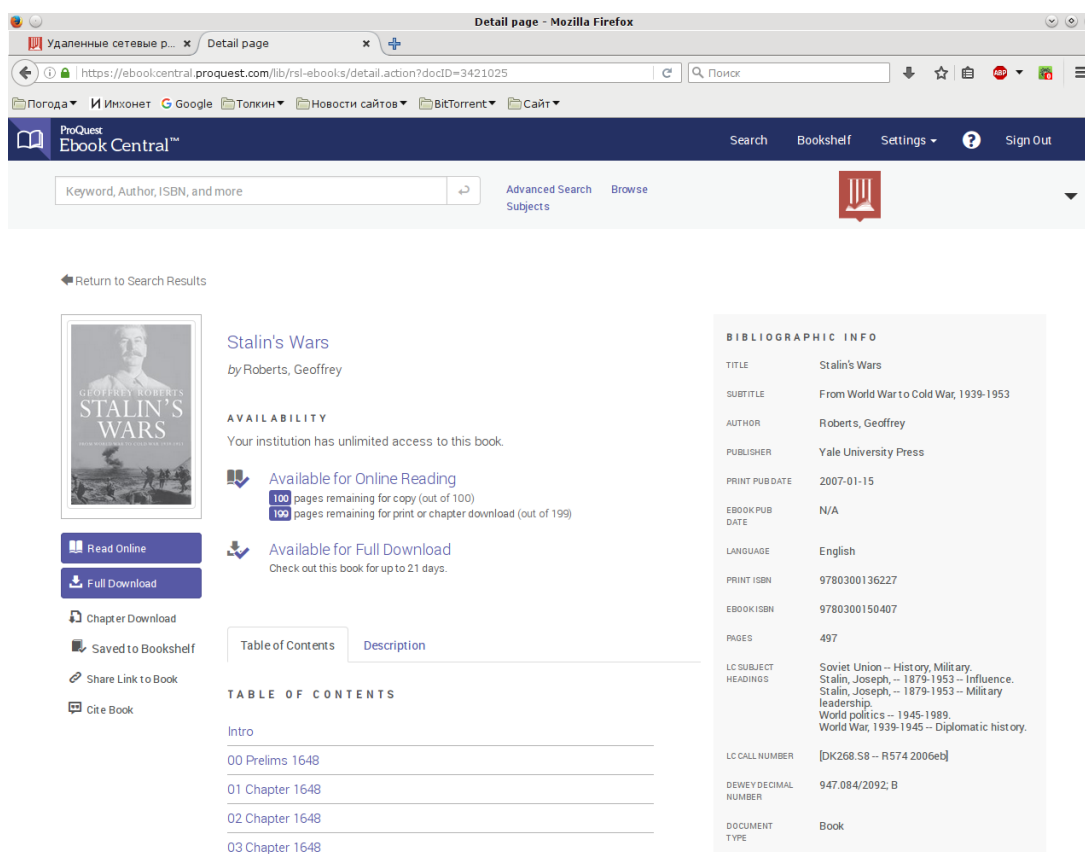 Detail page - Mozilla Firefox
Удаленные сетевые р...
Detail page
https://ebookcentral.proquest.com/lib/rsl-ebooks/detail.action?docID=3421025
Поиск
ABP
Погода
Инхонет
Google
Толкин
Новости сайтов
BitTorrent
Сайт
ProQuest
Ebook Central™
Search
Bookshelf
Settings
?
Sign Out
Keyword, Author, ISBN, and more
Advanced Search Browse
Subjects
Return to Search Results
GEOFFREY ROBERTS
STALIN'S
WARS
FROM WORLD WAR TO COLD WAR, 1939-1953
Read Online
Full Download
Chapter Download
Saved to Bookshelf
Share Link to Book
Cite Book
Stalin's Wars
by Roberts, Geoffrey
AVAILABILITY
Your institution has unlimited access to this book.
Available for Online Reading
100 pages remaining for copy (out of 100)
199 pages remaining for print or chapter download (out of 199)
Available for Full Download
Check out this book for up to 21 days.
Table of Contents
Description
TABLE OF CONTENTS
Intro
00 Prelims 1648
01 Chapter 1648
02 Chapter 1648
03 Chapter 1648
BIBLIOGRAPHIC INFO
TITLE Stalin's Wars
SUBTITLE From World War to Cold War, 1939-1953
AUTHOR Roberts, Geoffrey
PUBLISHER Yale University Press
PRINT PUB DATE 2007-01-15
EBOOK PUB N/A
DATE
LANGUAGE English
PRINT ISBN 9780300136227
EBOOK ISBN 9780300150407
PAGES 497
LC SUBJECT Soviet Union -- History, Military.
HEADINGS Stalin, Joseph, -- 1879-1953 -- Influence.
Stalin, Joseph, -- 1879-1953 -- Military
leadership.
World politics -- 1945-1989.
World War, 1939-1945 -- Diplomatic history.
LC CALL NUMBER [DK268.S8 -- R574 2006eb]
DEWEY DECIMAL 947.084/2092; B
NUMBER
DOCUMENT Book
TYPE